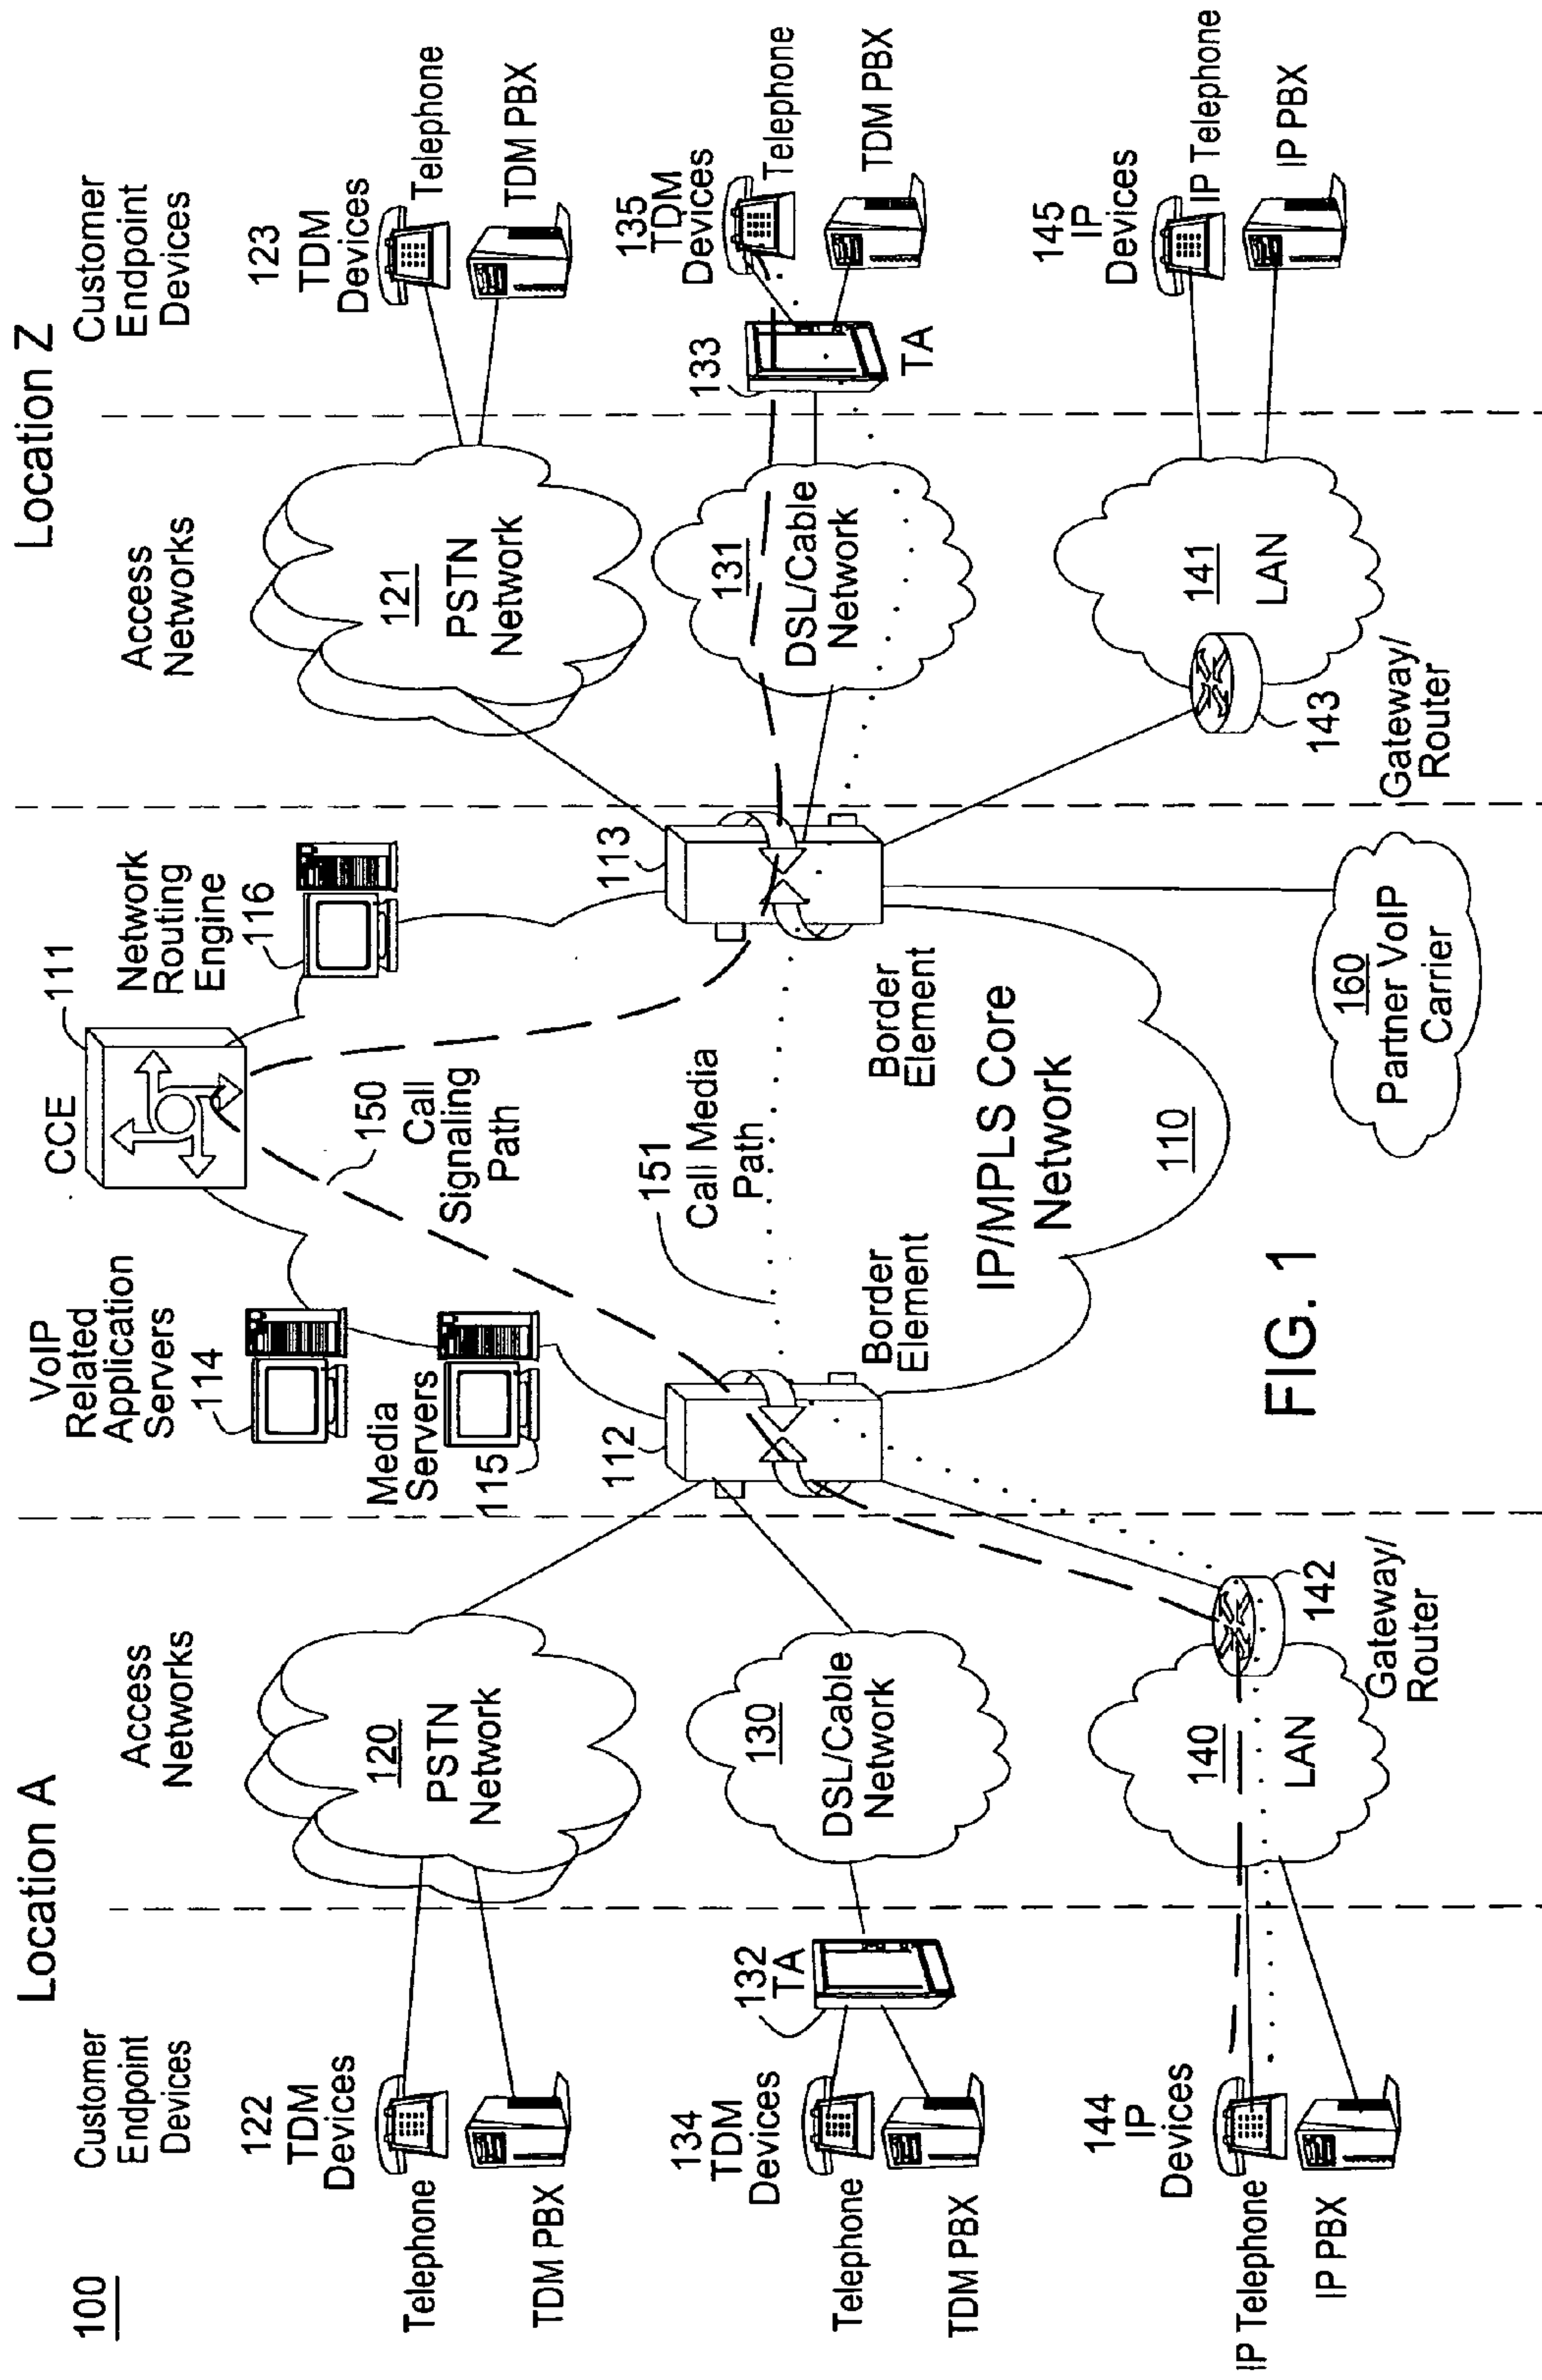 100
Location A
Location Z
Customer
Endpoint
Devices
Access
Networks
VoIP
Related
Application
Servers
114
CCE
111
Network
Routing
Engine
116
Access
Networks
Customer
Endpoint
Devices
122
TDM
Devices
Telephone
TDM PBX
120
PSTN
Network
Media
Servers
115
150
Call
Signaling
Path
121
PSTN
Network
123
TDM
Devices
Telephone
TDM PBX
134
TDM
Devices
Telephone
TDM PBX
132
TA
130
DSL/Cable
Network
112
Border
Element
151
Call Media
Path
113
Border
Element
131
DSL/Cable
Network
133
TA
135
TDM
Devices
Telephone
TDM PBX
IP/MPLS Core
Network
110
144
IP
Devices
IP Telephone
IP PBX
140
LAN
142
Gateway/
Router
160
Partner VoIP
Carrier
141
LAN
143
Gateway/
Router
145
IP
Devices
IP Telephone
IP PBX
FIG. 1